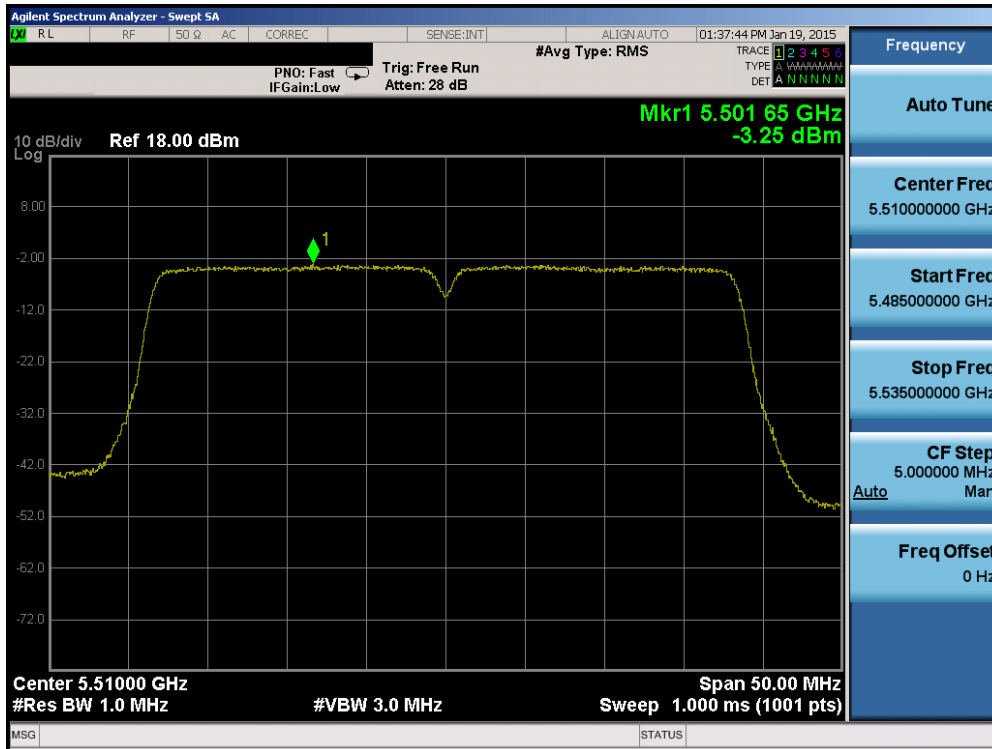 Agilent Spectrum Analyzer - Swept SA
LXI RL RF 50 Ω AC CORREC SENSE:INT ALIGN AUTO 01:37:44 PM Jan 19, 2015
#Avg Type: RMS
TRACE 1 2 3 4 5 6
PNO: Fast Trig: Free Run
TYPE A WWWWW
IFGain:Low Atten: 28 dB
DET A N N N N N
Mkr1 5.501 65 GHz
-3.25 dBm
10 dB/div Ref 18.00 dBm
Log
8.00
1
-2.00
-12.0
-22.0
-32.0
-42.0
-52.0
-62.0
-72.0
Center 5.51000 GHz Span 50.00 MHz
#Res BW 1.0 MHz #VBW 3.0 MHz Sweep 1.000 ms (1001 pts)
MSG STATUS
Frequency
Auto Tune
Center Freq
5.510000000 GHz
Start Freq
5.485000000 GHz
Stop Freq
5.535000000 GHz
CF Step
5.000000 MHz
Auto Man
Freq Offset
0 Hz